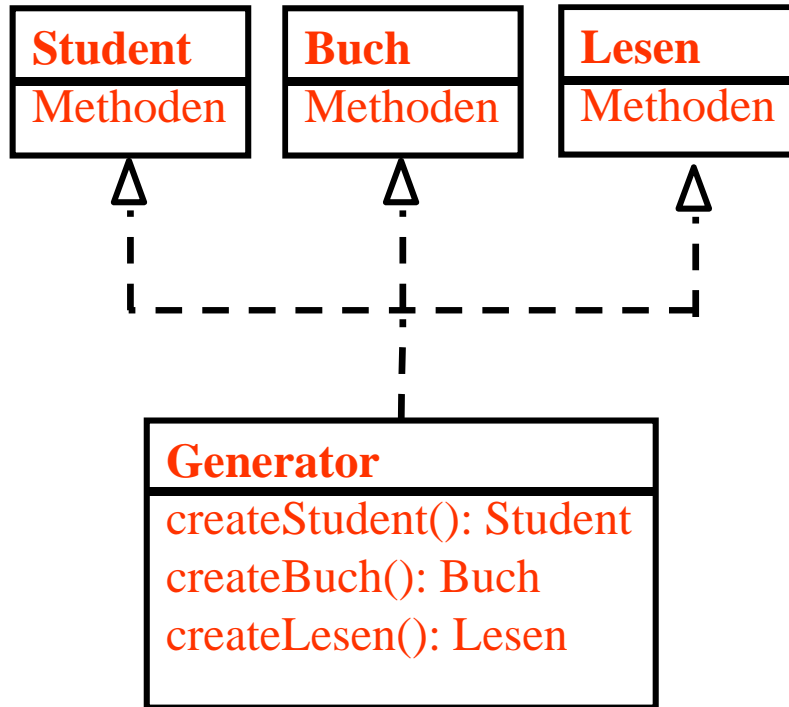 Student
Methoden
Buch
Methoden
Lesen
Methoden
Generator
createStudent(): Student
createBuch(): Buch
createLesen(): Lesen